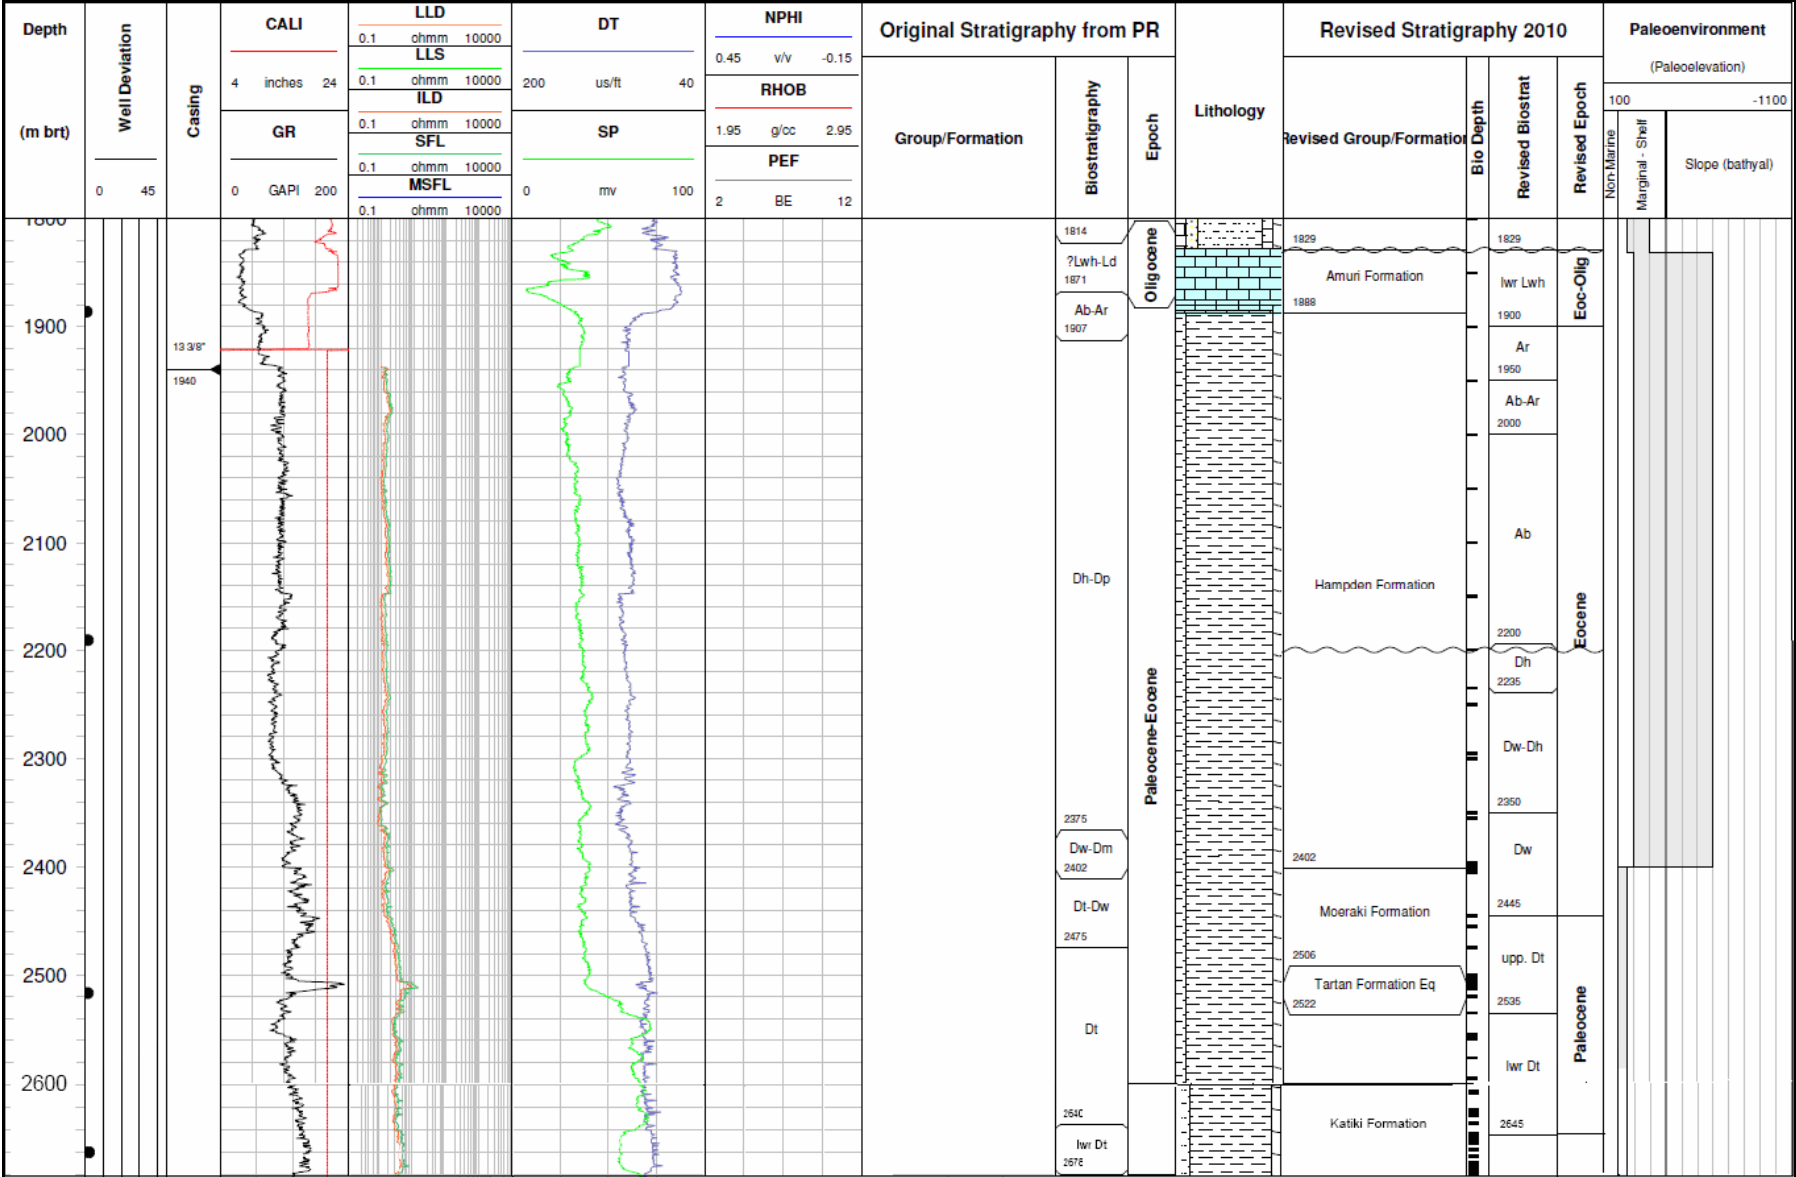 Depth
(m brt)
Well Deviation
0 45
Casing
CALI
4 inches 24
GR
0 GAPI 200
LLD
0.1 ohmm 10000
LLS
0.1 ohmm 10000
ILD
0.1 ohmm 10000
SFL
0.1 ohmm 10000
MSFL
0.1 ohmm 10000
DT
200 us/ft 40
SP
0 mv 100
NPHI
0.45 v/v -0.15
RHOB
1.95 g/cc 2.95
PEF
2 BE 12
Original Stratigraphy from PR
Group/Formation
Biostratigraphy
Epoch
Lithology
Revised Stratigraphy 2010
Revised Group/Formation
Bio Depth
Revised Biostrat
Revised Epoch
Paleoenvironment
(Paleoelevation)
100 -1100
Non-Marine
Marginal - Shelf
Slope (bathyal)
1800
1900
2000
2100
2200
2300
2400
2500
2600
13 3/8"
1940
1814
?Lwh-Ld
1871
Ab-Ar
1907
Dh-Dp
2375
Dw-Dm
2402
Dt-Dw
2475
Dt
2640
lwr Dt
2678
Oligocene
Paleocene-Eocene
1829
Amuri Formation
1888
Hampden Formation
2402
Moeraki Formation
2506
Tartan Formation Eq
2522
Katiki Formation
1829
lwr Lwh
1900
Ar
1950
Ab-Ar
2000
Ab
2200
Dh
2235
Dw-Dh
2350
Dw
2445
upp. Dt
2535
lwr Dt
2645
Eoc-Olig
Eocene
Paleocene